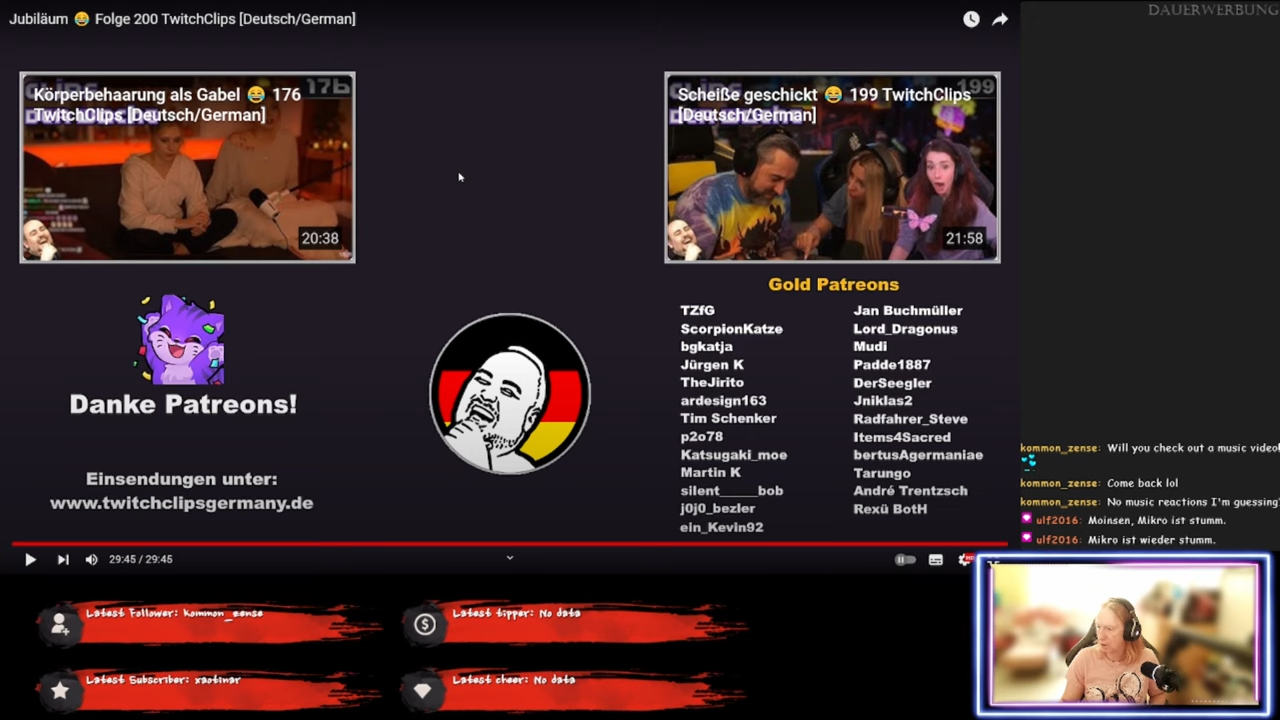 Jubiläum 😂 Folge 200 TwitchClips [Deutsch/German]
DAUERWERBUNG
Körperbehaarung als Gabel 😂 176
TwitchClips [Deutsch/German]
20:38
Scheiße geschickt 😂 199 TwitchClips
[Deutsch/German]
21:58
Danke Patreons!
Einsendungen unter:
www.twitchclipsgermany.de
Gold Patreons
TZfG
ScorpionKatze
bgkatja
Jürgen K
TheJirito
ardesign163
Tim Schenker
p2o78
Katsugaki_moe
Martin K
silent_____bob
j0j0_bezler
ein_Kevin92
Jan Buchmüller
Lord_Dragonus
Mudi
Padde1887
DerSeegler
Jniklas2
Radfahrer_Steve
Items4Sacred
bertusAgermaniae
Tarungo
André Trentzsch
Rexü BotH
29:45 / 29:45
kommon_zense: Will you check out a music video
kommon_zense: Come back lol
kommon_zense: No music reactions I'm guessing?
ulf2016: Moinsen, Mikro ist stumm.
ulf2016: Mikro ist wieder stumm.
Latest Follower: Kommon_zense
Latest tipper: No data
Latest Subscriber: xaotinar
Latest cheer: No data